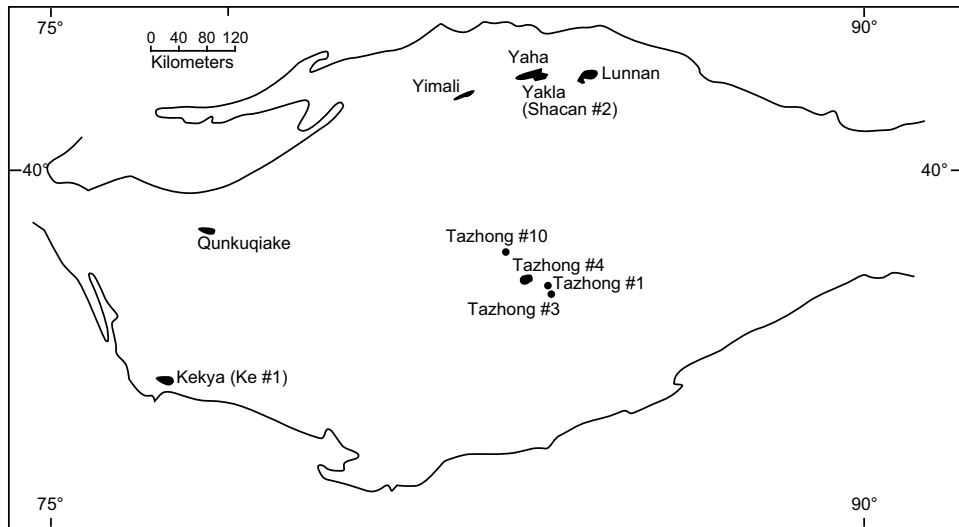 75°
90°
0 40 80 120
Kilometers
Yaha
Lunnan
Yimali
Yakla
(Shacan #2)
40°
40°
Qunkuqiake
Tazhong #10
Tazhong #4
Tazhong #1
Tazhong #3
Kekya (Ke #1)
75°
90°